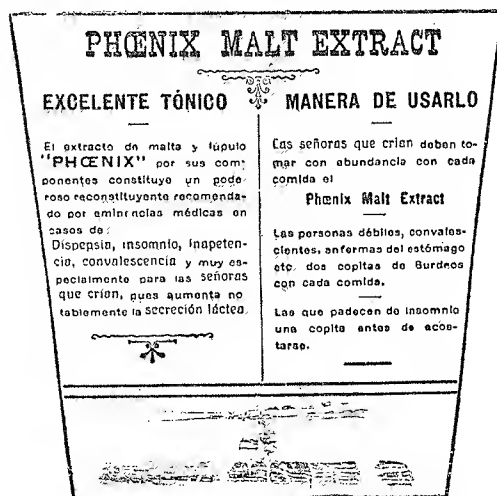 PHŒNIX MALT EXTRACT
EXCELENTE TÓNICO
El extracto de malta y lúpulo
"PHŒNIX" por sus com-
ponentes constituye un pode
roso reconstituyente recomenda-
do por eminencias médicas en
casos de:
Dispepsia, insomnio, inapeten-
cia, convalescencia y muy es-
pecialmente para las señoras
que crían, pues aumenta no
tablemente la secreción láctea.
MANERA DE USARLO
Las señoras que crían deben to-
mar con abundancia con cada
comida el
Phœnix Malt Extract
Las personas débiles, convales-
cientes, enfermas del estómago
etc. dos copitas de Burdeos
con cada comida.
Las que padecen de insomnio
una copita antes de acos-
tarse.